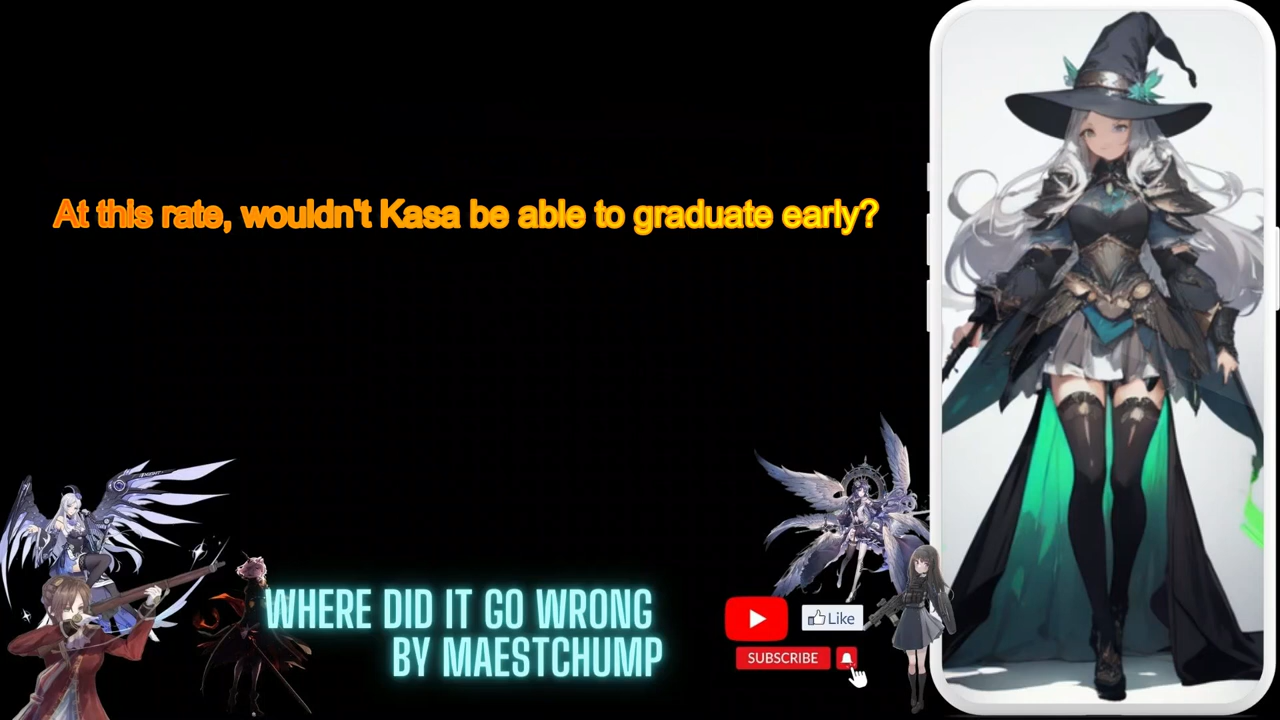 At this rate, wouldn't Kasa be able to graduate early?
WHERE DID IT GO WRONG
BY MAESTCHUMP
Like
SUBSCRIBE